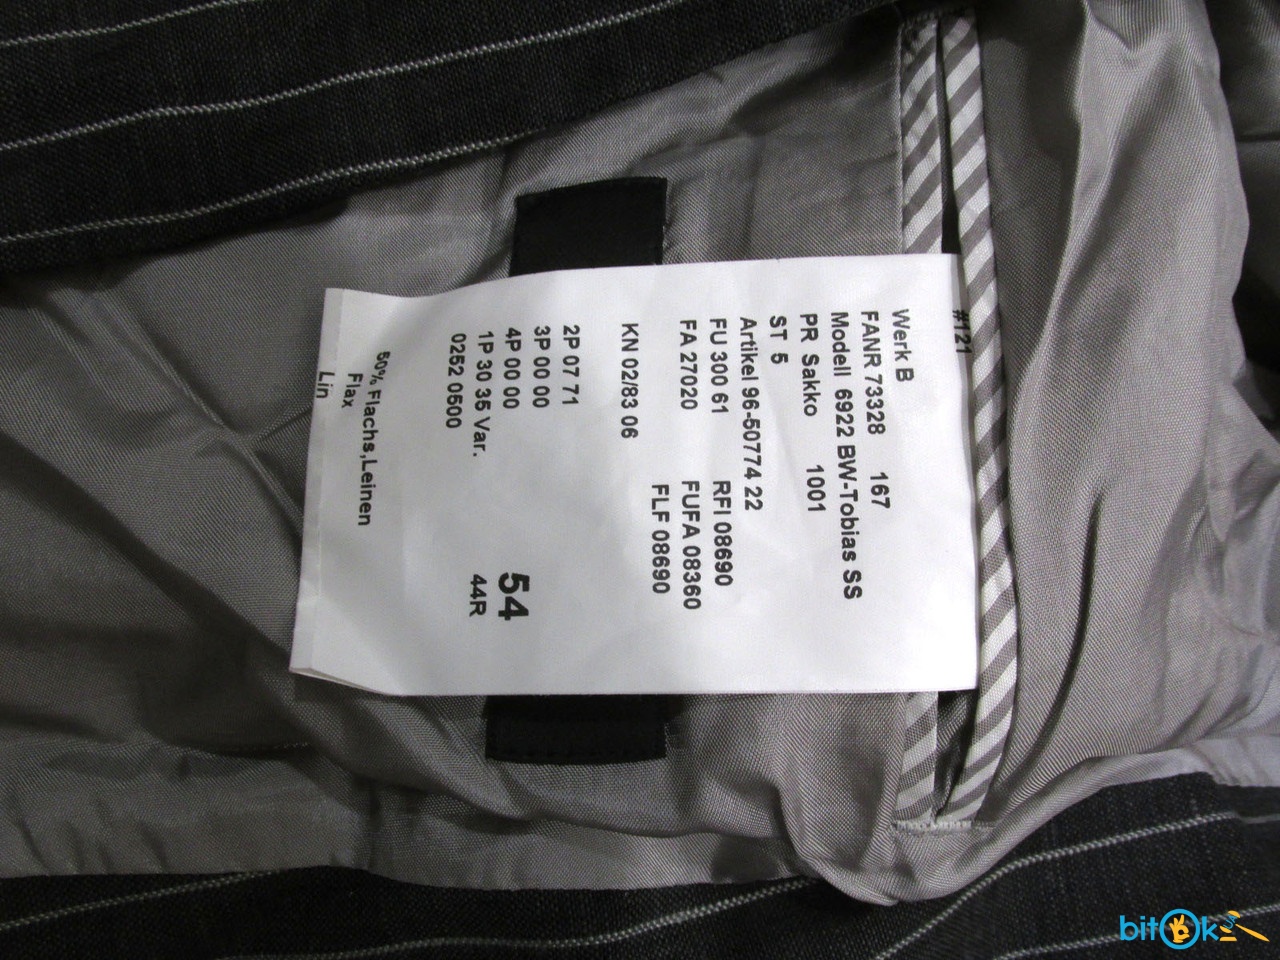 #121
Werk B
FANR 73328 167
Modell 6922 BW-Tobias SS
PR Sakko 1001
ST 5
Artikel 96-50774 22
FU 300 61 RFI 08690
FA 27020 FUFA 08360
FLF 08690
KN 02/83 06
2P 07 71
3P 00 00
4P 00 00 54
1P 30 35 Var. 44R
0252 0500
50% Flachs,Leinen
Flax
Lin
bitOk